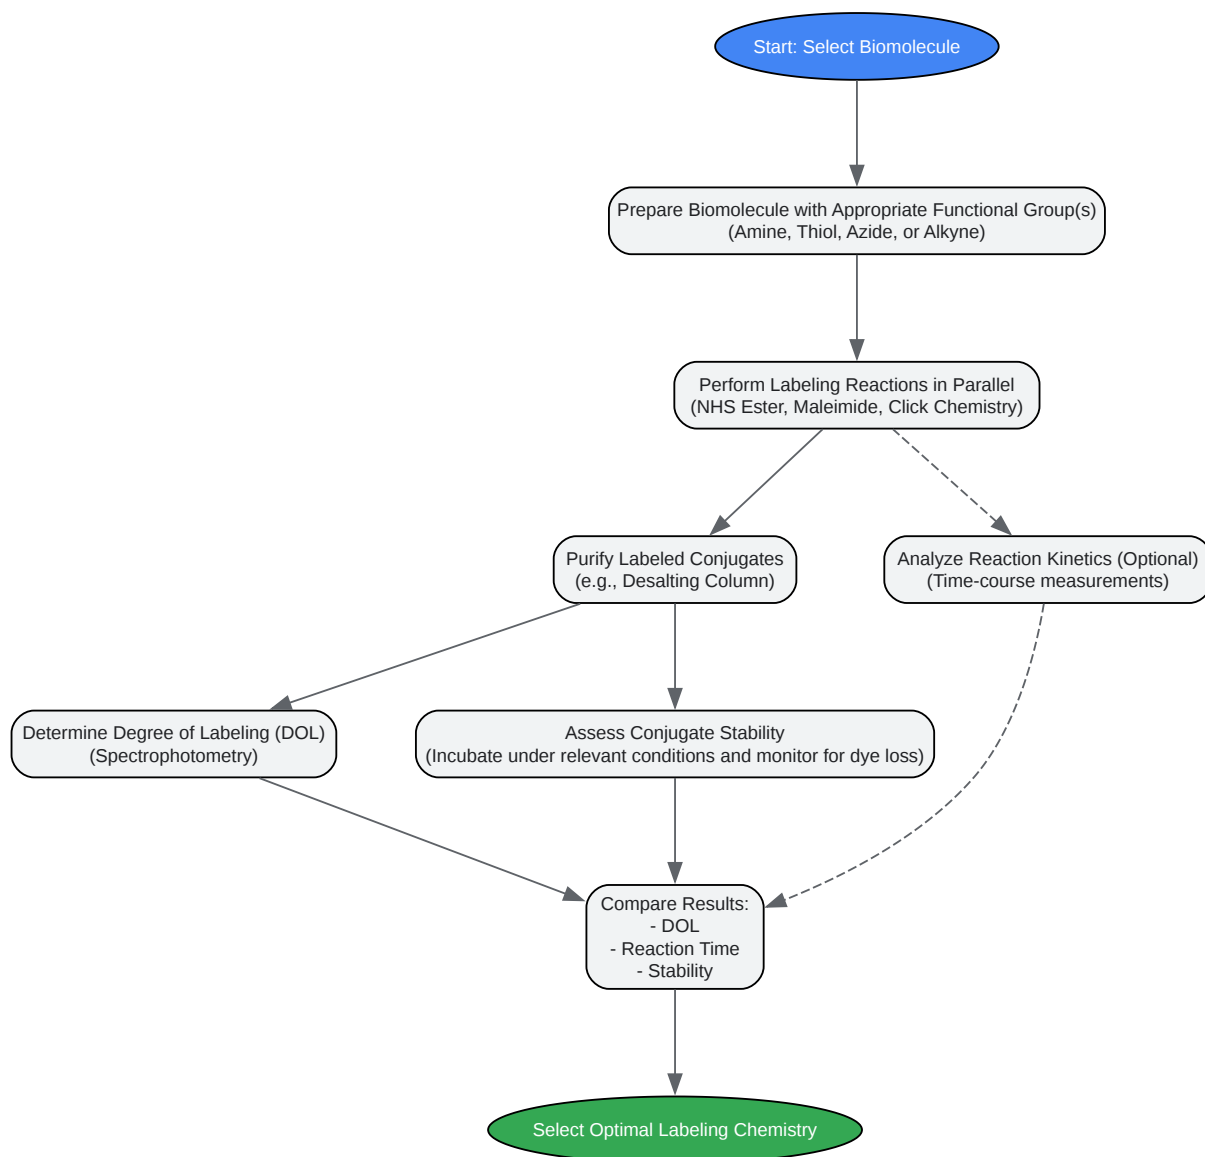 Start: Select Biomolecule
Prepare Biomolecule with Appropriate Functional Group(s)
(Amine, Thiol, Azide, or Alkyne)
Perform Labeling Reactions in Parallel
(NHS Ester, Maleimide, Click Chemistry)
Purify Labeled Conjugates
(e.g., Desalting Column)
Analyze Reaction Kinetics (Optional)
(Time-course measurements)
Determine Degree of Labeling (DOL)
(Spectrophotometry)
Assess Conjugate Stability
(Incubate under relevant conditions and monitor for dye loss)
Compare Results:
- DOL
- Reaction Time
- Stability
Select Optimal Labeling Chemistry